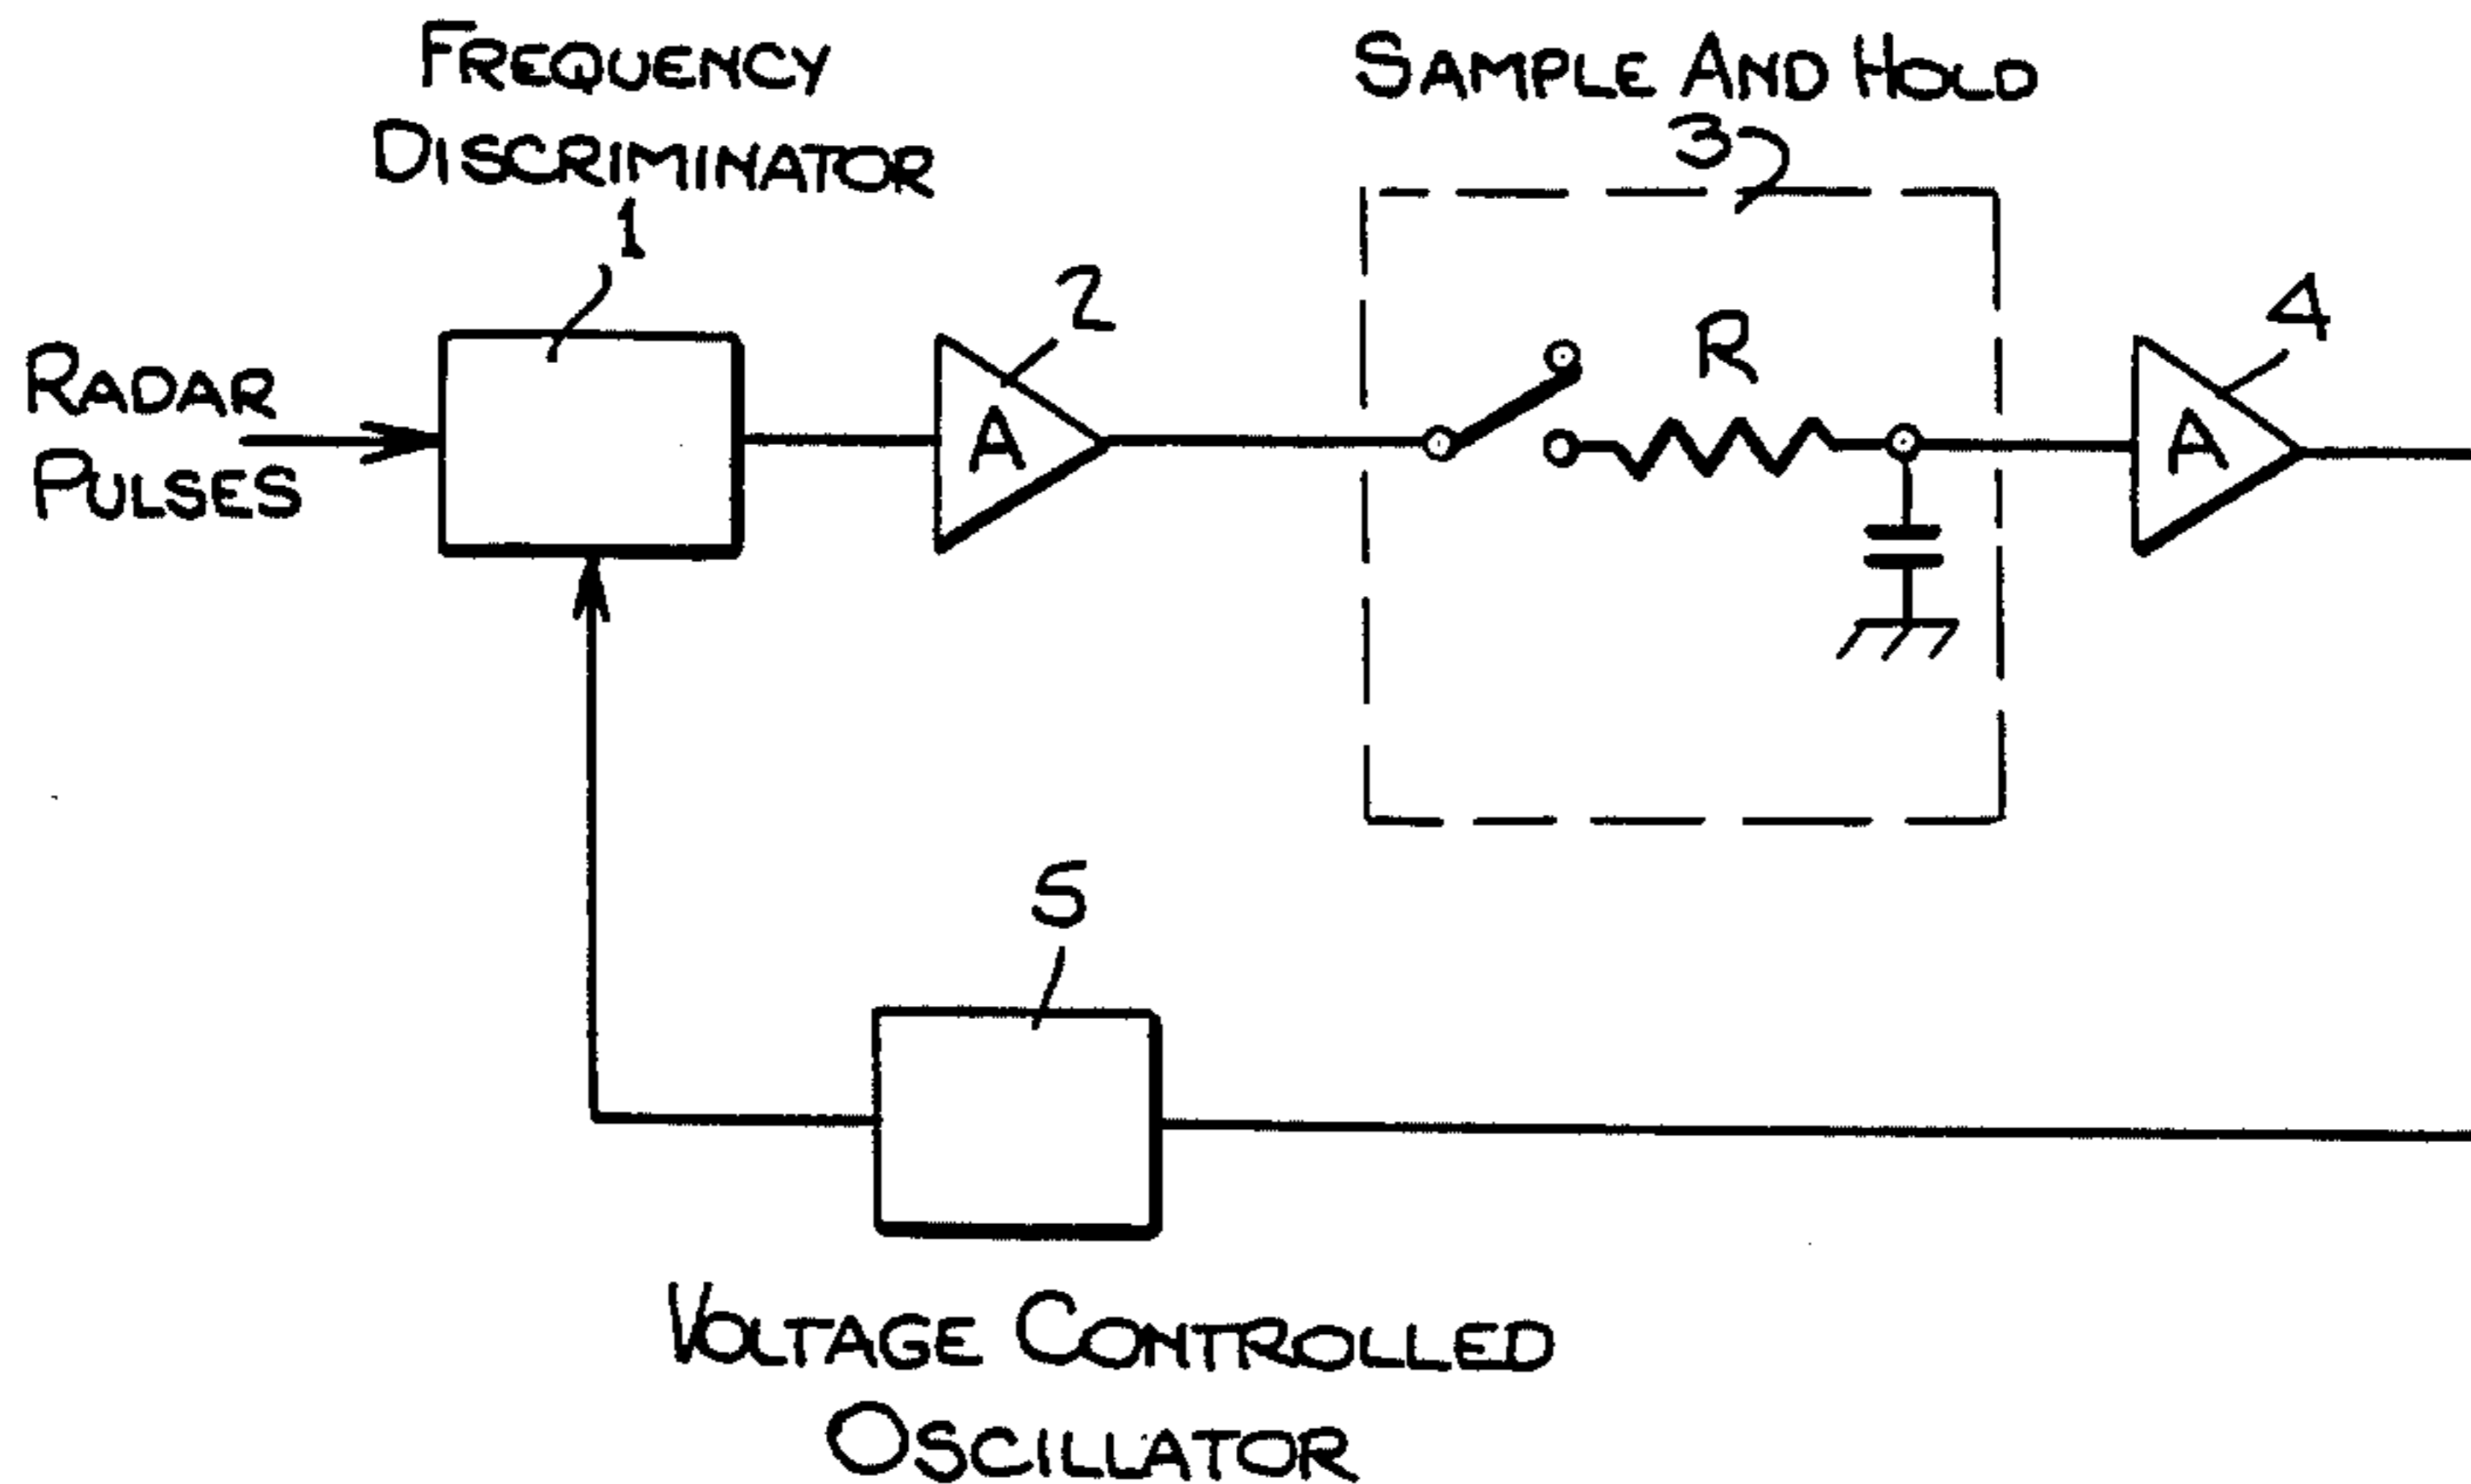 FREQUENCY
DISCRIMINATOR
1
SAMPLE AND HOLD
3
2
R
4
RADAR
PULSES
A
A
5
VOLTAGE CONTROLLED
OSCILLATOR